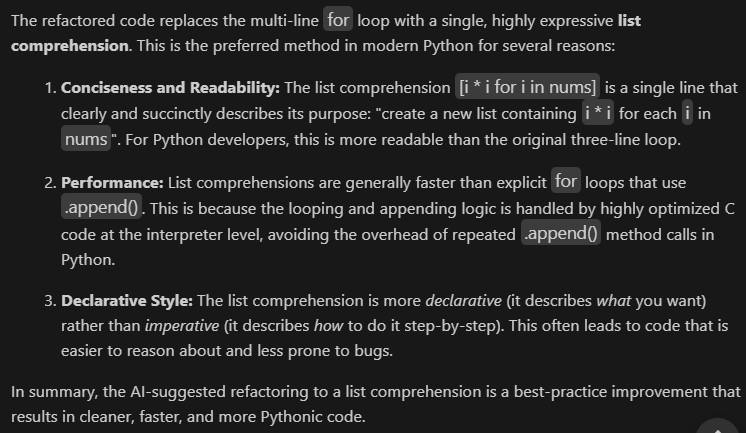 The refactored code replaces the multi-line for loop with a single, highly expressive list
comprehension. This is the preferred method in modern Python for several reasons:
1. Conciseness and Readability: The list comprehension [i * i for i in nums] is a single line that
clearly and succinctly describes its purpose: "create a new list containing i * i for each i in
nums ". For Python developers, this is more readable than the original three-line loop.
2. Performance: List comprehensions are generally faster than explicit for loops that use
.append(). This is because the looping and appending logic is handled by highly optimized C
code at the interpreter level, avoiding the overhead of repeated .append() method calls in
Python.
3. Declarative Style: The list comprehension is more declarative (it describes what you want)
rather than imperative (it describes how to do it step-by-step). This often leads to code that is
easier to reason about and less prone to bugs.
In summary, the AI-suggested refactoring to a list comprehension is a best-practice improvement that
results in cleaner, faster, and more Pythonic code.